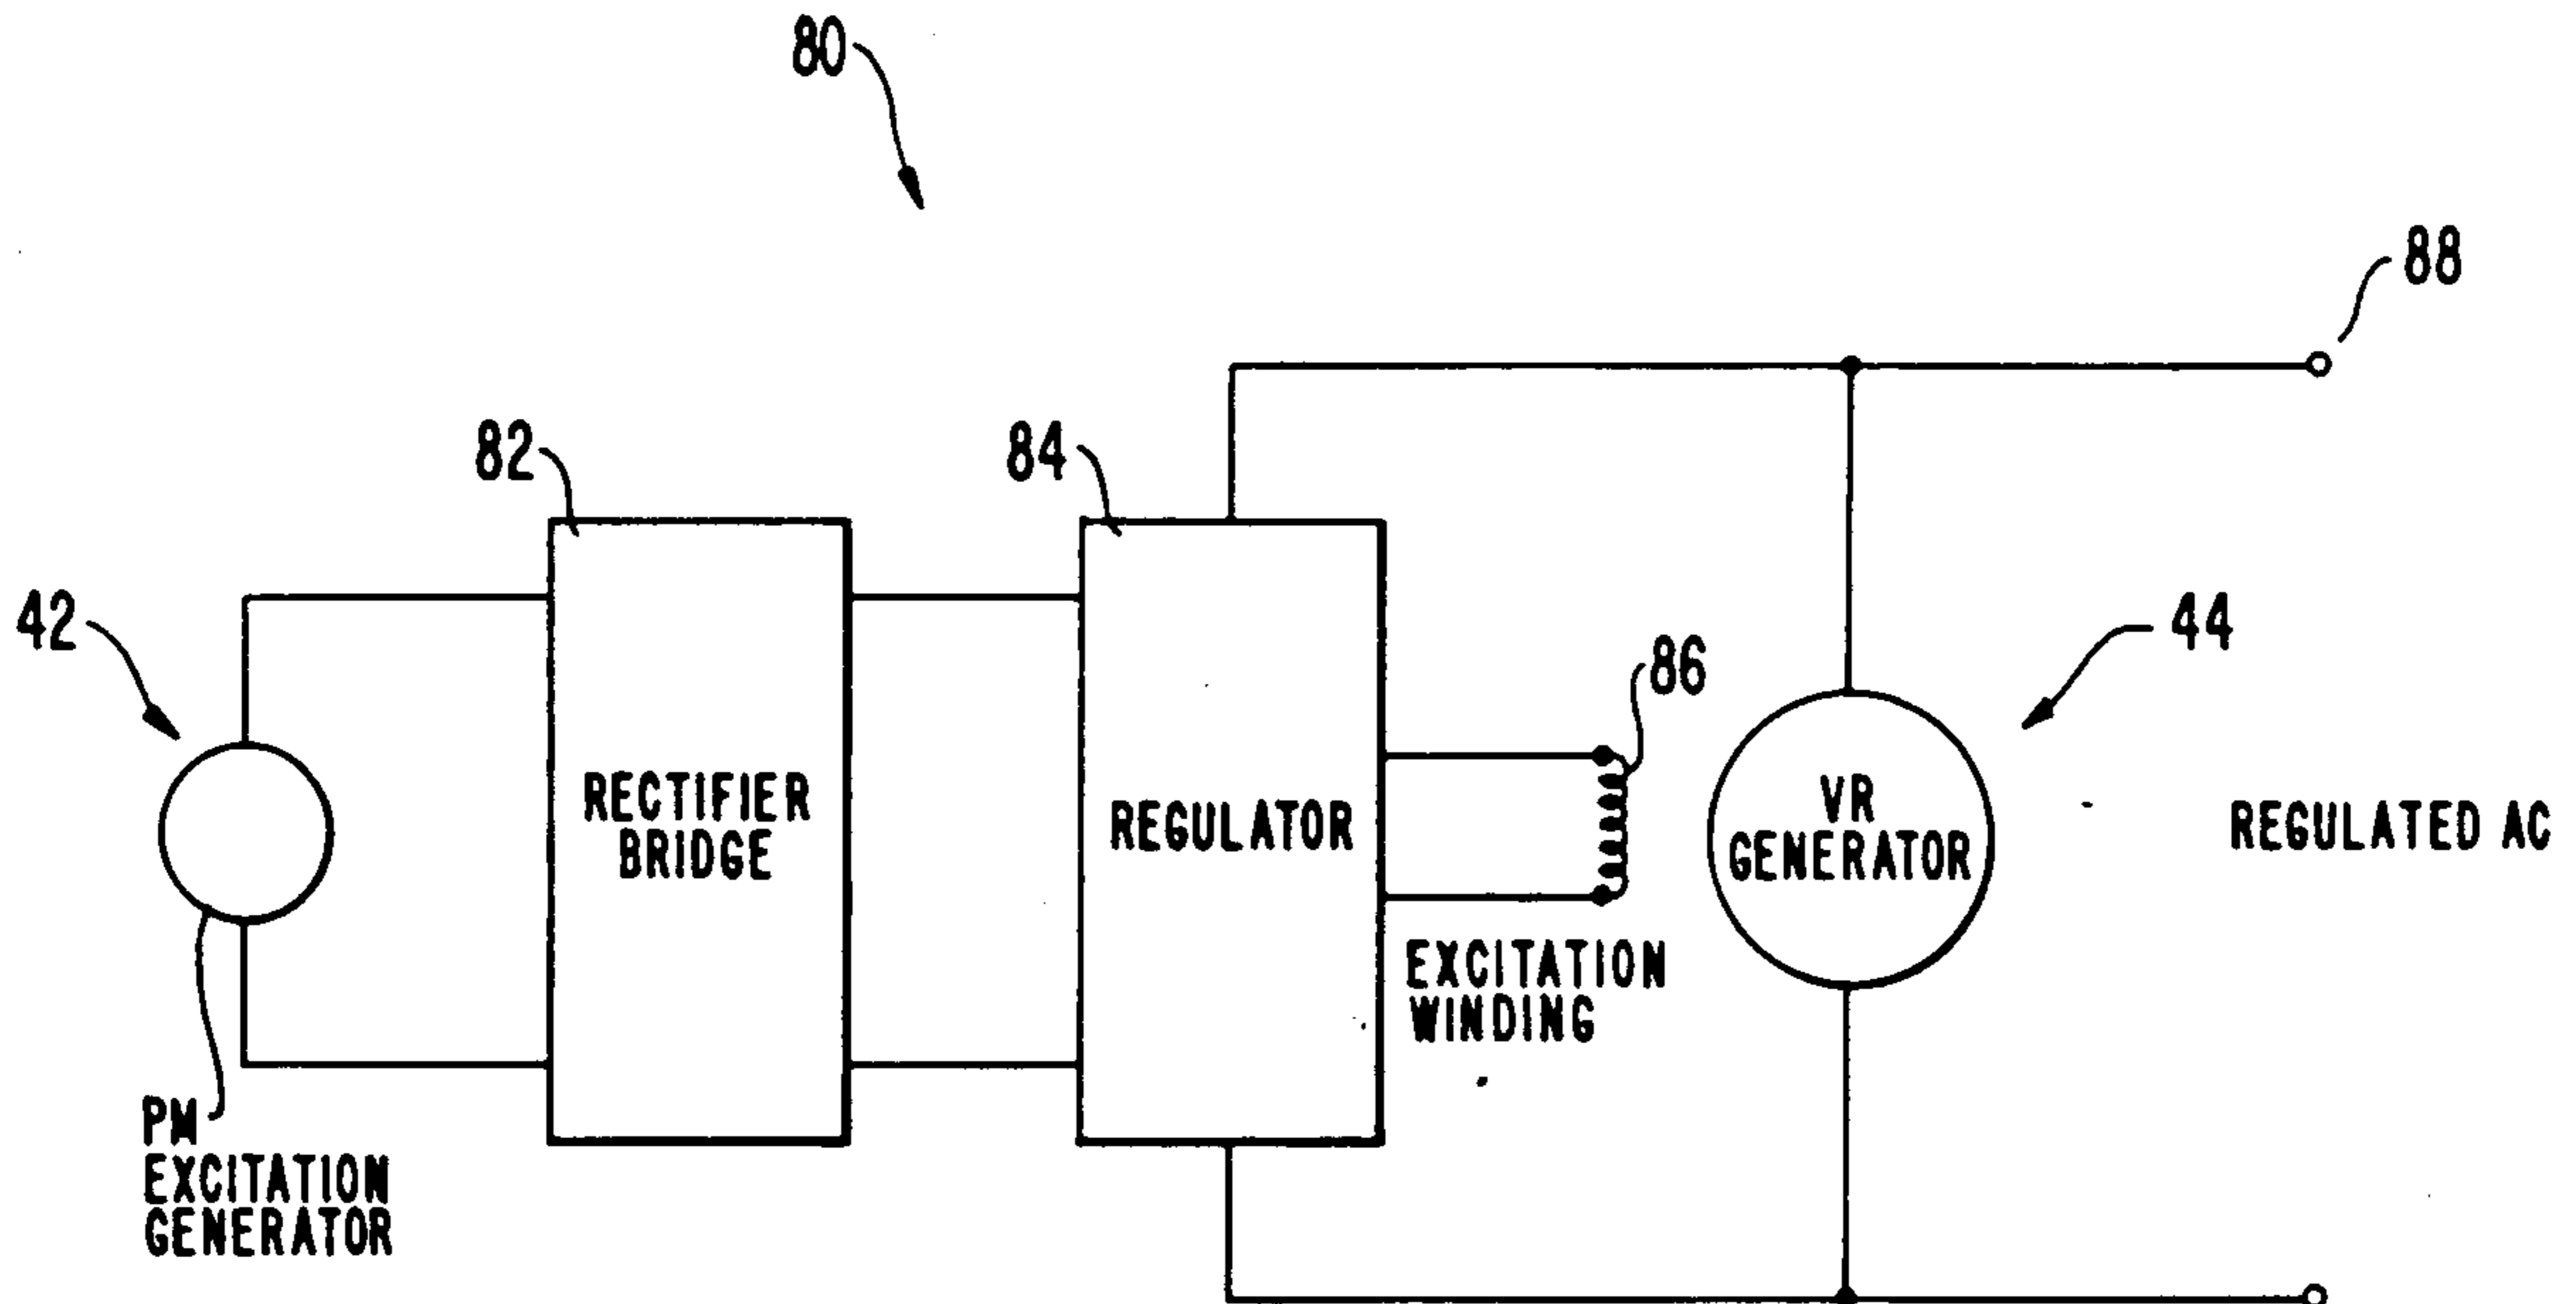 80
88
82
84
42
44
86
RECTIFIER
BRIDGE
REGULATOR
VR
GENERATOR
REGULATED AC
EXCITATION
WINDING
PM
EXCITATION
GENERATOR